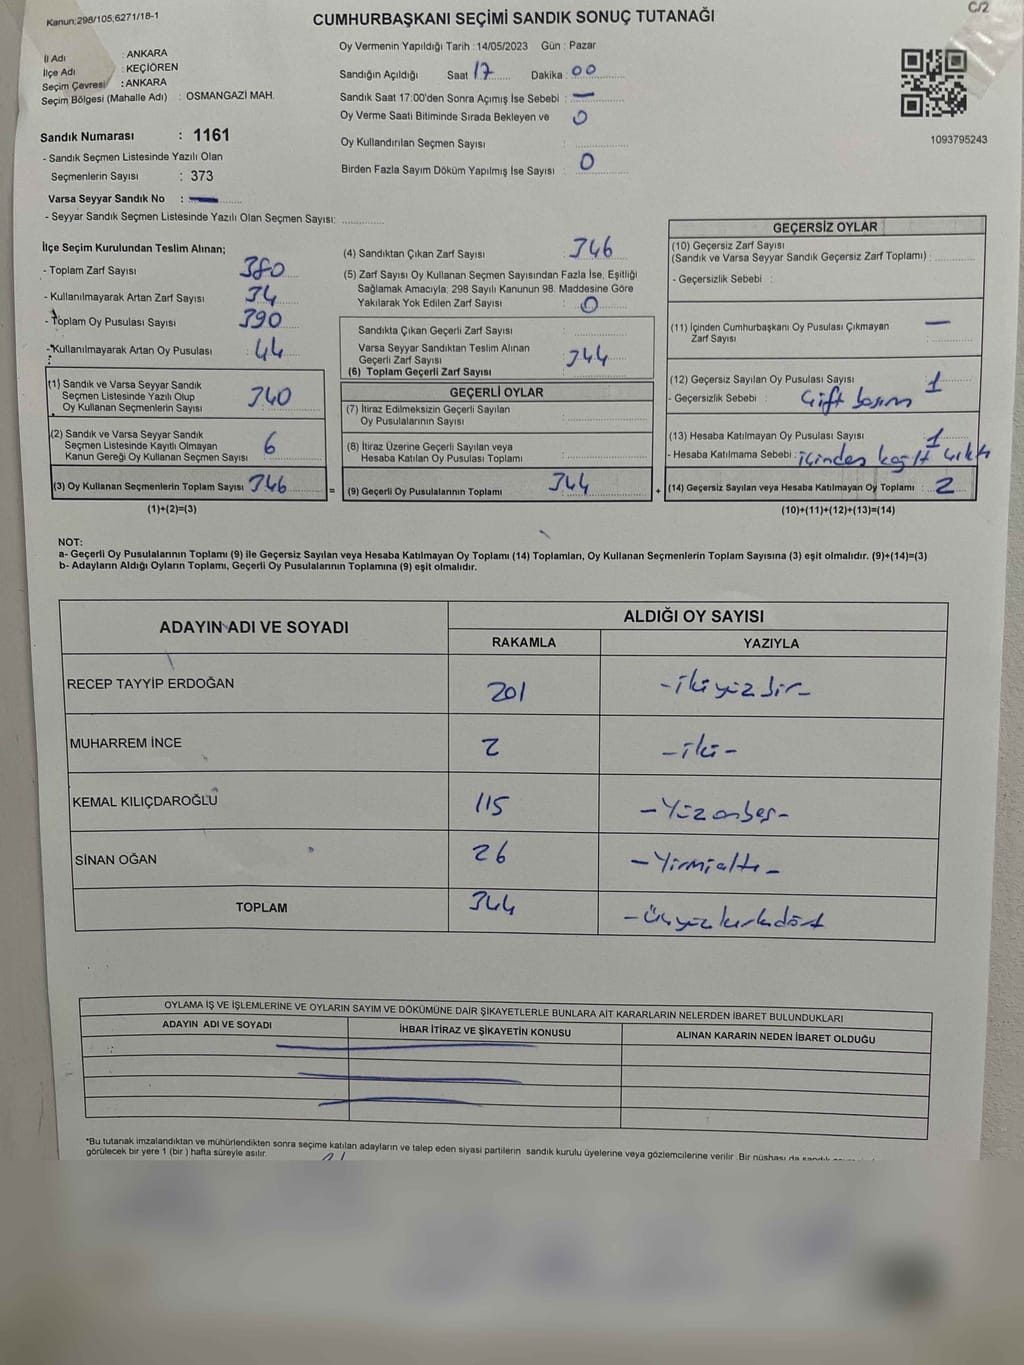 Kanun:298/105,6271/18-1
C/2
CUMHURBAŞKANI SEÇİMİ SANDIK SONUÇ TUTANAĞI
İl Adı : ANKARA
İlçe Adı : KEÇİÖREN
Seçim Çevresi : ANKARA
Seçim Bölgesi (Mahalle Adı) : OSMANGAZİ MAH.
Sandık Numarası : 1161
- Sandık Seçmen Listesinde Yazılı Olan
Seçmenlerin Sayısı : 373
Varsa Seyyar Sandık No : —
- Seyyar Sandık Seçmen Listesinde Yazılı Olan Seçmen Sayısı:
Oy Vermenin Yapıldığı Tarih : 14/05/2023 Gün : Pazar
Sandığın Açıldığı Saat 17 Dakika : 00
Sandık Saat 17:00'den Sonra Açımış İse Sebebi : —
Oy Verme Saati Bitiminde Sırada Bekleyen ve 0
Oy Kullandırılan Seçmen Sayısı :
Birden Fazla Sayım Döküm Yapılmış İse Sayısı : 0
1093795243
İlçe Seçim Kurulundan Teslim Alınan;
- Toplam Zarf Sayısı : 380
- Kullanılmayarak Artan Zarf Sayısı : 34
- Toplam Oy Pusulası Sayısı : 390
- Kullanılmayarak Artan Oy Pusulası : 44
(1) Sandık ve Varsa Seyyar Sandık
Seçmen Listesinde Yazılı Olup
Oy Kullanan Seçmenlerin Sayısı : 340
(2) Sandık ve Varsa Seyyar Sandık
Seçmen Listesinde Kayıtlı Olmayan
Kanun Gereği Oy Kullanan Seçmen Sayısı : 6
(3) Oy Kullanan Seçmenlerin Toplam Sayısı : 346
(1)+(2)=(3)
=
(4) Sandıktan Çıkan Zarf Sayısı : 346
(5) Zarf Sayısı Oy Kullanan Seçmen Sayısından Fazla İse, Eşitliği
Sağlamak Amacıyla; 298 Sayılı Kanunun 98. Maddesine Göre
Yakılarak Yok Edilen Zarf Sayısı : 0
Sandıkta Çıkan Geçerli Zarf Sayısı :
Varsa Seyyar Sandıktan Teslim Alınan
Geçerli Zarf Sayısı :
(6) Toplam Geçerli Zarf Sayısı : 344
GEÇERLİ OYLAR
(7) İtiraz Edilmeksizin Geçerli Sayılan
Oy Pusulalarının Sayısı :
(8) İtiraz Üzerine Geçerli Sayılan veya
Hesaba Katılan Oy Pusulası Toplamı :
(9) Geçerli Oy Pusulalarının Toplamı : 344
+
GEÇERSİZ OYLAR
(10) Geçersiz Zarf Sayısı
(Sandık ve Varsa Seyyar Sandık Geçersiz Zarf Toplamı) :
- Geçersizlik Sebebi :
(11) İçinden Cumhurbaşkanı Oy Pusulası Çıkmayan
Zarf Sayısı : —
(12) Geçersiz Sayılan Oy Pusulası Sayısı : 1
- Geçersizlik Sebebi : Çift basım
(13) Hesaba Katılmayan Oy Pusulası Sayısı : 1
- Hesaba Katılmama Sebebi : içinden kağıt çıktı
(14) Geçersiz Sayılan veya Hesaba Katılmayan Oy Toplamı : 2
(10)+(11)+(12)+(13)=(14)
NOT:
a- Geçerli Oy Pusulalarının Toplamı (9) ile Geçersiz Sayılan veya Hesaba Katılmayan Oy Toplamı (14) Toplamları, Oy Kullanan Seçmenlerin Toplam Sayısına (3) eşit olmalıdır. (9)+(14)=(3)
b- Adayların Aldığı Oyların Toplamı, Geçerli Oy Pusulalarının Toplamına (9) eşit olmalıdır.
ADAYIN ADI VE SOYADI
ALDIĞI OY SAYISI
RAKAMLA YAZIYLA
RECEP TAYYİP ERDOĞAN 201 -ikiyüzbir-
MUHARREM İNCE 2 -iki-
KEMAL KILIÇDAROĞLU 115 -Yüzonbeş-
SİNAN OĞAN 26 -Yirmialtı-
TOPLAM 344 -Üçyüzkırkdört
OYLAMA İŞ VE İŞLEMLERİNE VE OYLARIN SAYIM VE DÖKÜMÜNE DAİR ŞİKAYETLERLE BUNLARA AİT KARARLARIN NELERDEN İBARET BULUNDUKLARI
ADAYIN ADI VE SOYADI İHBAR İTİRAZ VE ŞİKAYETİN KONUSU ALINAN KARARIN NEDEN İBARET OLDUĞU
*Bu tutanak imzalandıktan ve mühürlendikten sonra seçime katılan adayların ve talep eden siyasi partilerin sandık kurulu üyelerine veya gözlemcilerine verilir. Bir nüshası da sandık
görülecek bir yere 1 (bir) hafta süreyle asılır.